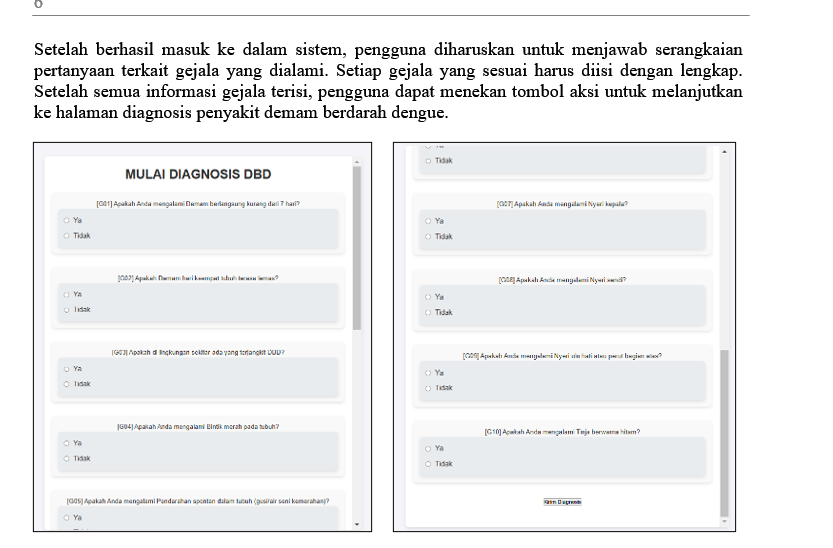 6
Setelah berhasil masuk ke dalam sistem, pengguna diharuskan untuk menjawab serangkaian
pertanyaan terkait gejala yang dialami. Setiap gejala yang sesuai harus diisi dengan lengkap.
Setelah semua informasi gejala terisi, pengguna dapat menekan tombol aksi untuk melanjutkan
ke halaman diagnosis penyakit demam berdarah dengue.
MULAI DIAGNOSIS DBD
[G01] Apakah Anda mengalami Demam berlangsung kurang dari 7 hari?
Ya
Tidak
[G02] Apakah Demam hari keempat tubuh terasa lemas?
Ya
Tidak
[G03] Apakah di lingkungan sekitar ada yang terjangkit DBD?
Ya
Tidak
[G04] Apakah Anda mengalami Bintik merah pada tubuh?
Ya
Tidak
[G05] Apakah Anda mengalami Pendarahan spontan dalam tubuh (gusi/air seni kemerahan)?
Ya
Tidak
[G07] Apakah Anda mengalami Nyeri kepala?
Ya
Tidak
[G08] Apakah Anda mengalami Nyeri sendi?
Ya
Tidak
[G09] Apakah Anda mengalami Nyeri ulu hati atau perut bagian atas?
Ya
Tidak
[G10] Apakah Anda mengalami Tinja berwarna hitam?
Ya
Tidak
Kirim Diagnosis